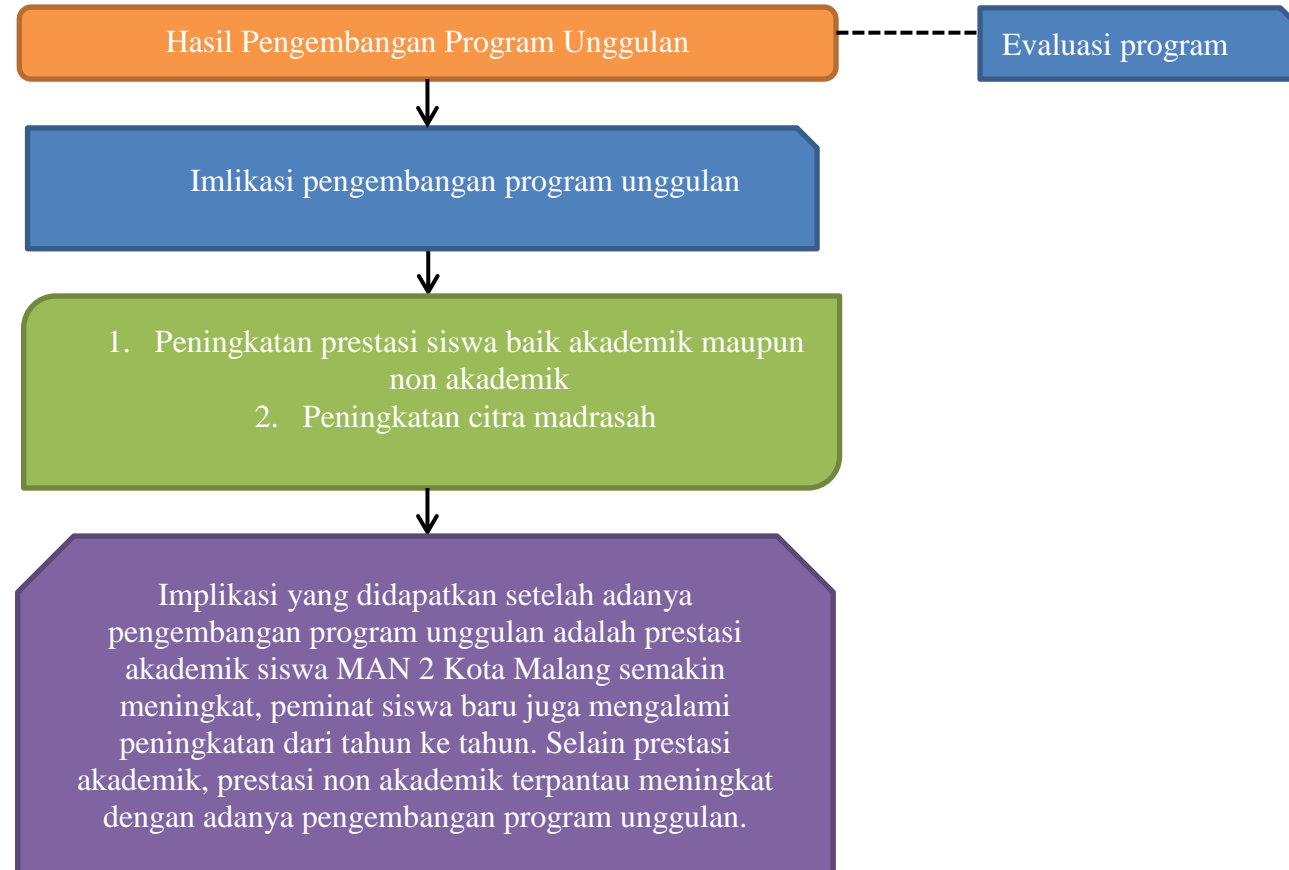 Hasil Pengembangan Program Unggulan
Evaluasi program
Imlikasi pengembangan program unggulan
1. Peningkatan prestasi siswa baik akademik maupun
non akademik
2. Peningkatan citra madrasah
Implikasi yang didapatkan setelah adanya
pengembangan program unggulan adalah prestasi
akademik siswa MAN 2 Kota Malang semakin
meningkat, peminat siswa baru juga mengalami
peningkatan dari tahun ke tahun. Selain prestasi
akademik, prestasi non akademik terpantau meningkat
dengan adanya pengembangan program unggulan.